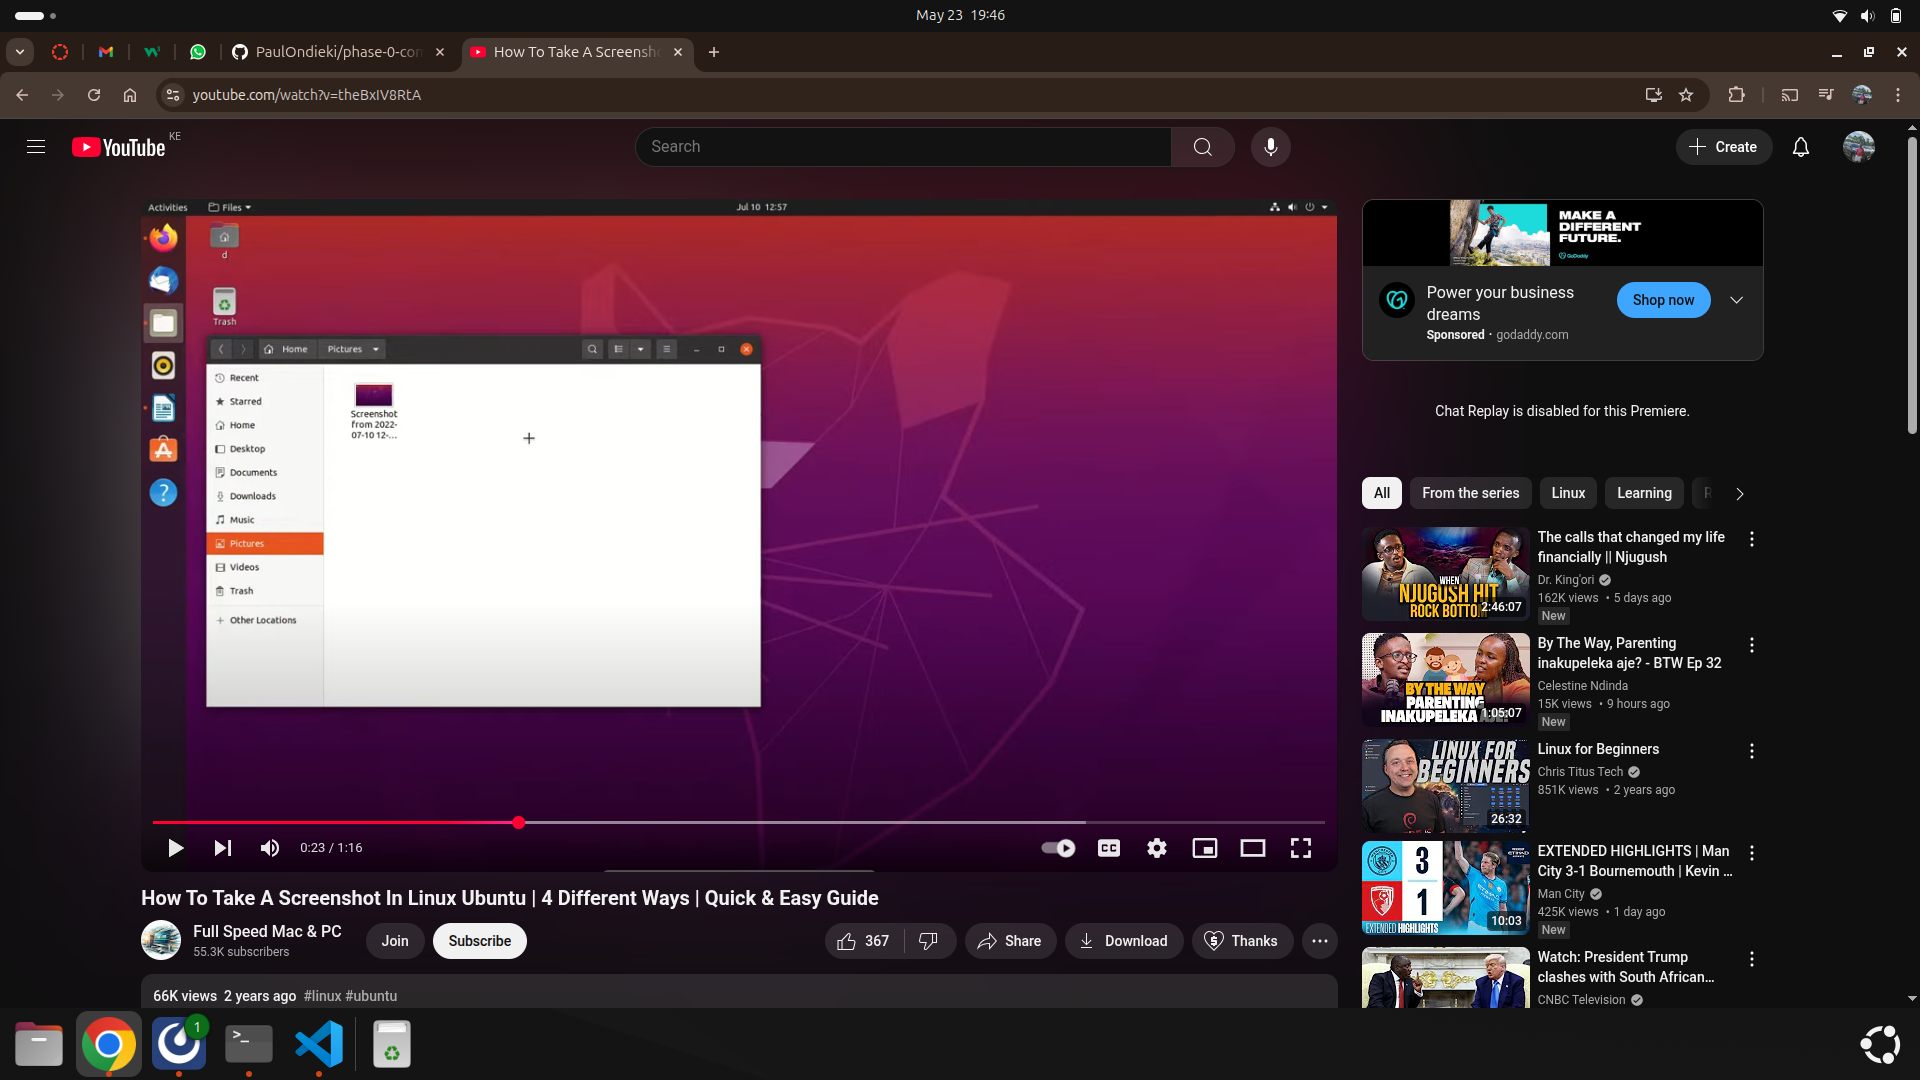 May 23 19:46
PaulOndieki/phase-0-con
How To Take A Screensho
youtube.com/watch?v=theBxIV8RtA
YouTube KE
Search
Create
Activities
Files
Jul 10 12:57
d
Trash
Home
Pictures
Recent
Starred
Home
Desktop
Documents
Downloads
Music
Pictures
Videos
Trash
Other Locations
Screenshot
from 2022-
07-10 12-...
0:23 / 1:16
CC
How To Take A Screenshot In Linux Ubuntu | 4 Different Ways | Quick & Easy Guide
Full Speed Mac & PC
55.3K subscribers
Join
Subscribe
367
Share
Download
Thanks
66K views 2 years ago #linux #ubuntu
MAKE A
DIFFERENT
FUTURE.
GoDaddy
Power your business
dreams
Sponsored · godaddy.com
Shop now
Chat Replay is disabled for this Premiere.
All
From the series
Linux
Learning
WHEN
NJUGUSH HIT
ROCK BOTTO
2:46:07
The calls that changed my life
financially || Njugush
Dr. King'ori
162K views • 5 days ago
New
BY THE WAY
PARENTING
INAKUPELEKA
1:05:07
By The Way, Parenting
inakupeleka aje? - BTW Ep 32
Celestine Ndinda
15K views • 9 hours ago
New
LINUX FOR
BEGINNERS
26:32
Linux for Beginners
Chris Titus Tech
851K views • 2 years ago
3
1
EXTENDED HIGHLIGHTS
10:03
EXTENDED HIGHLIGHTS | Man
City 3-1 Bournemouth | Kevin ...
Man City
425K views • 1 day ago
New
Watch: President Trump
clashes with South African...
CNBC Television
1